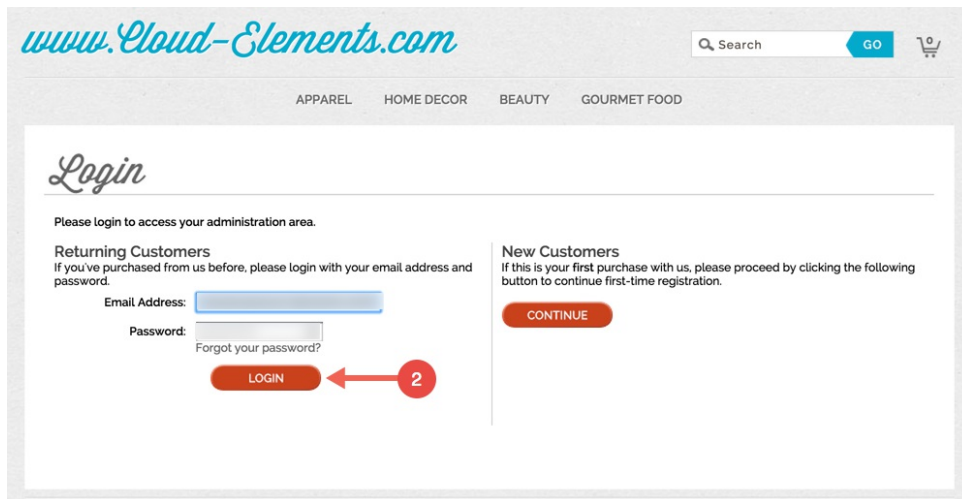 www.Cloud-Elements.com
Search
GO
0
APPAREL HOME DECOR BEAUTY GOURMET FOOD
Login
Please login to access your administration area.
Returning Customers
If you've purchased from us before, please login with your email address and
password.
Email Address:
Password:
Forgot your password?
LOGIN
2
New Customers
If this is your first purchase with us, please proceed by clicking the following
button to continue first-time registration.
CONTINUE